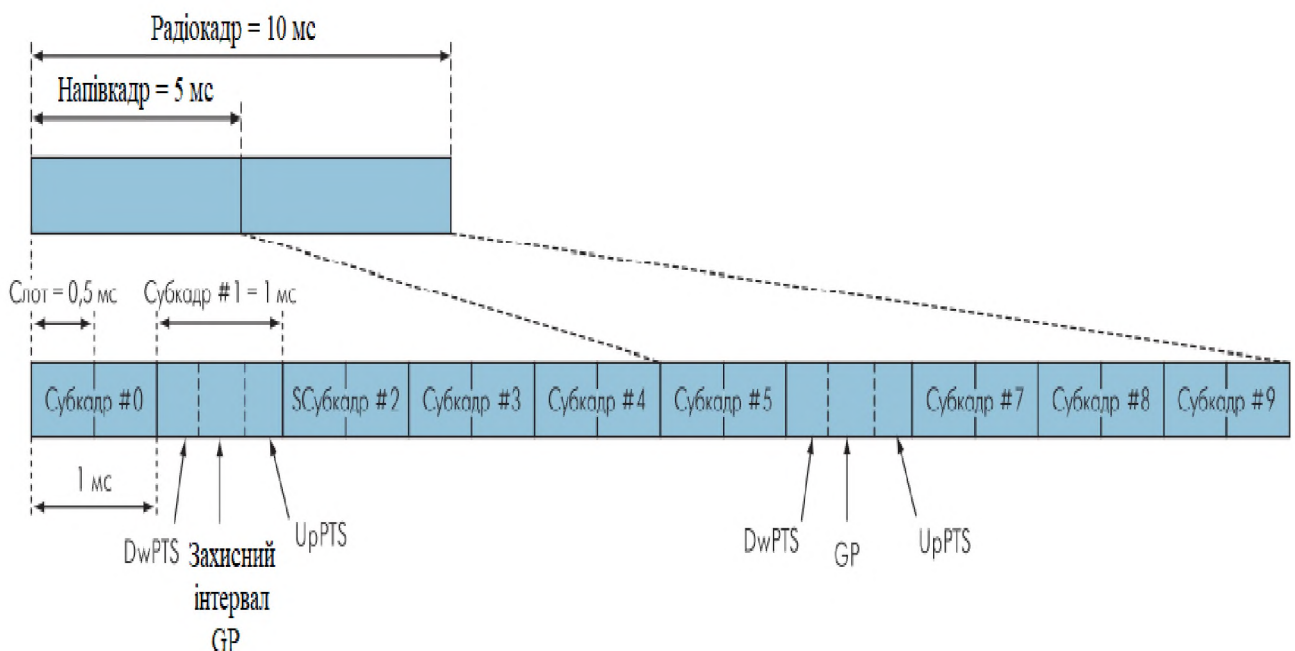 Радіокадр = 10 мс
Напівкадр = 5 мс
Слот = 0,5 мс
Субкадр #1 = 1 мс
Субкадр #0
SСубкадр #2
Субкадр #3
Субкадр #4
Субкадр #5
Субкадр #7
Субкадр #8
Субкадр #9
1 мс
DwPTS
Захисний
інтервал
GP
UpPTS
DwPTS
GP
UpPTS